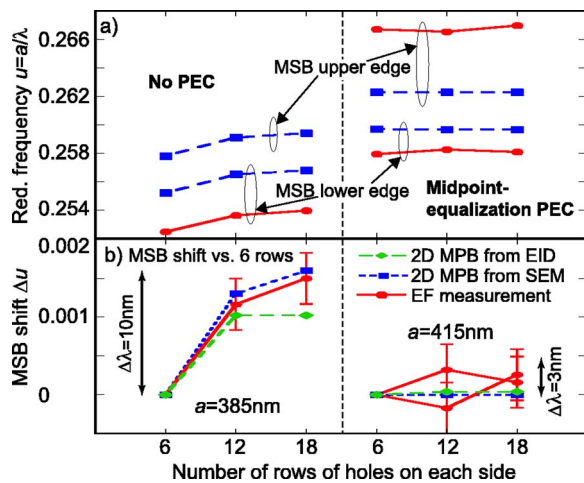 a)
0.266
0.262
0.258
0.254
Red. frequency u=a/λ
No PEC
MSB upper edge
MSB lower edge
Midpoint-
equalization PEC
b)
MSB shift vs. 6 rows
0.002
0.001
0
MSB shift Δu
Δλ=10nm
a=385nm
2D MPB from EID
2D MPB from SEM
EF measurement
a=415nm
Δλ=3nm
6 12 18 6 12 18
Number of rows of holes on each side